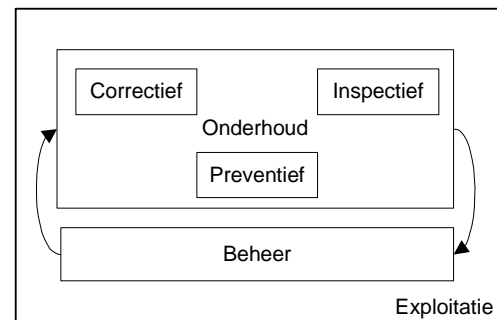 Correctief
Inspectief
Onderhoud
Preventief
Beheer
Exploitatie